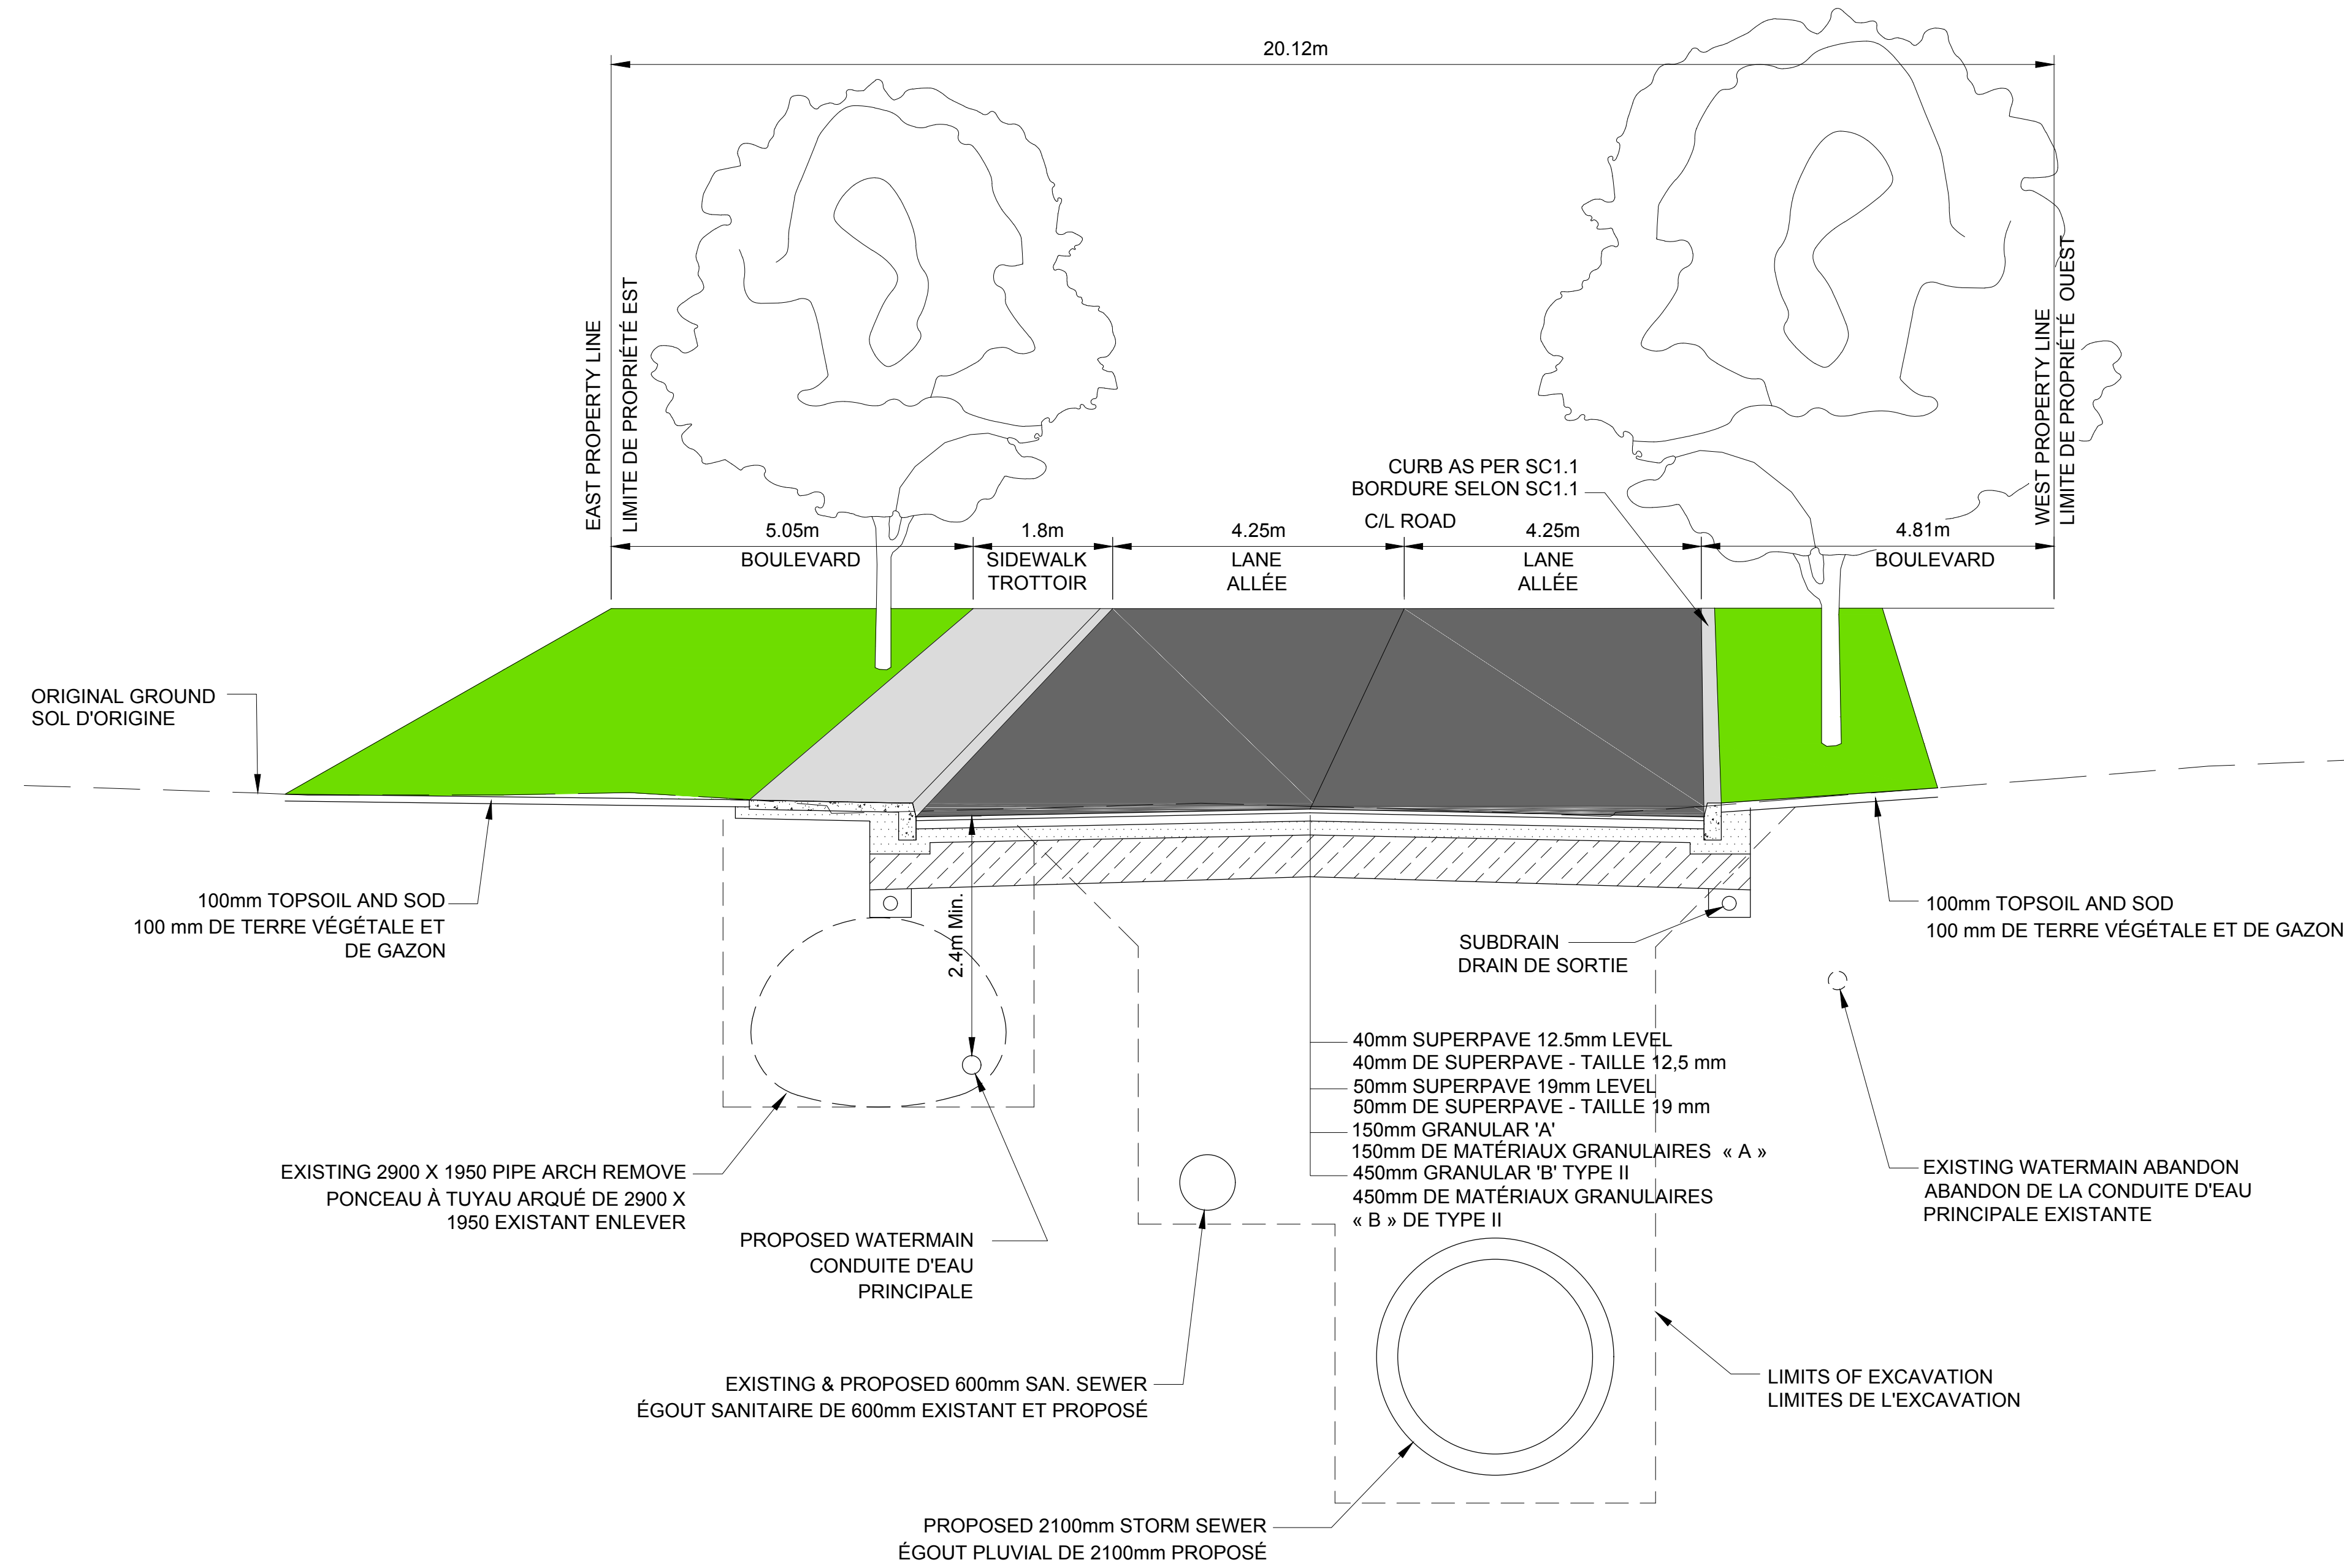 20.12m
EAST PROPERTY LINE
LIMITE DE PROPRIÉTÉ EST
WEST PROPERTY LINE
LIMITE DE PROPRIÉTÉ OUEST
CURB AS PER SC1.1
BORDURE SELON SC1.1
C/L ROAD
5.05m
BOULEVARD
1.8m
SIDEWALK
TROTTOIR
4.25m
LANE
ALLÉE
4.25m
LANE
ALLÉE
4.81m
BOULEVARD
ORIGINAL GROUND
SOL D'ORIGINE
100mm TOPSOIL AND SOD
100 mm DE TERRE VÉGÉTALE ET
DE GAZON
2.4m Min.
SUBDRAIN
DRAIN DE SORTIE
100mm TOPSOIL AND SOD
100 mm DE TERRE VÉGÉTALE ET DE GAZON
40mm SUPERPAVE 12.5mm LEVEL
40mm DE SUPERPAVE - TAILLE 12,5 mm
50mm SUPERPAVE 19mm LEVEL
50mm DE SUPERPAVE - TAILLE 19 mm
150mm GRANULAR 'A'
150mm DE MATÉRIAUX GRANULAIRES « A »
450mm GRANULAR 'B' TYPE II
450mm DE MATÉRIAUX GRANULAIRES
« B » DE TYPE II
EXISTING 2900 X 1950 PIPE ARCH REMOVE
PONCEAU À TUYAU ARQUÉ DE 2900 X
1950 EXISTANT ENLEVER
PROPOSED WATERMAIN
CONDUITE D'EAU
PRINCIPALE
EXISTING WATERMAIN ABANDON
ABANDON DE LA CONDUITE D'EAU
PRINCIPALE EXISTANTE
EXISTING & PROPOSED 600mm SAN. SEWER
ÉGOUT SANITAIRE DE 600mm EXISTANT ET PROPOSÉ
LIMITS OF EXCAVATION
LIMITES DE L'EXCAVATION
PROPOSED 2100mm STORM SEWER
ÉGOUT PLUVIAL DE 2100mm PROPOSÉ